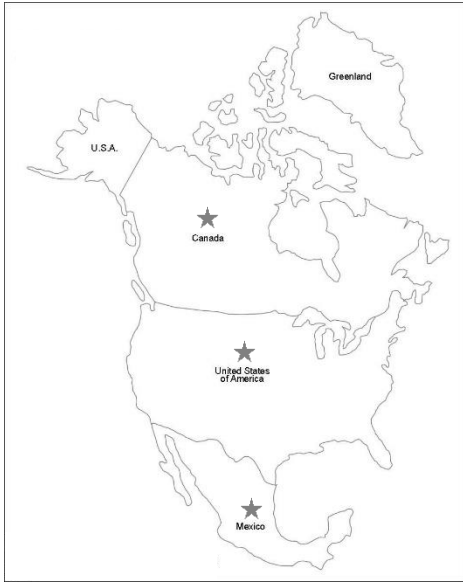 Greenland
U.S.A.
Canada
United States
of America
Mexico